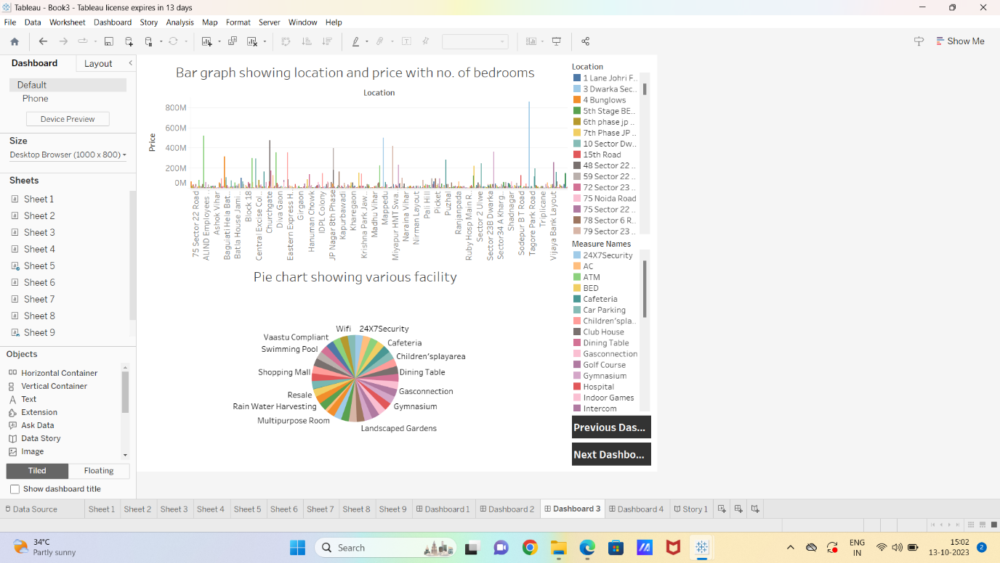 Tableau - Book3 - Tableau license expires in 13 days
File Data Worksheet Dashboard Story Analysis Map Format Server Window Help
Show Me
Dashboard Layout
Default
Phone
Device Preview
Size
Desktop Browser (1000 x 800)
Sheets
Sheet 1
Sheet 2
Sheet 3
Sheet 4
Sheet 5
Sheet 6
Sheet 7
Sheet 8
Sheet 9
Objects
Horizontal Container
Vertical Container
Text
Extension
Ask Data
Data Story
Image
Tiled Floating
Show dashboard title
Bar graph showing location and price with no. of bedrooms
Location
Price
800M
600M
400M
200M
0M
75 Sector 22 Road
ALIND Employees ..
Ashok Vihar
Baguiati Hela Bat..
Batla House Jami..
Block 18
Central Excise Col..
Churchgate
Diva Gaon
Eastern Express H..
Girgaon
Hanuman Chowk
IDPL Colony
JP Nagar 8th Phase
Kapurbawadi
Kharegaon
Krishna Park Jaw..
Madhu Vihar
Mappedu
Miyapur HMT Swa..
Naraina Vihar
Nirman Layout
Pali Hill
Picket
Puzhal
Ranjanpada
Ruby Hosp Main R..
Sector 2 Ulwe
Sector 23B Dwarka
Sector34 A Kharg..
Shadnagar
Sodepur B T Road
Tagore Park Road
Triplicane
Vijaya Bank Layout
Pie chart showing various facility
Wifi 24X7Security
Vaastu Compliant
Cafeteria
Swimming Pool
Children'splayarea
Shopping Mall
Dining Table
Gasconnection
Resale
Rain Water Harvesting
Gymnasium
Multipurpose Room
Landscaped Gardens
Location
1 Lane Johri F..
3 Dwarka Sec..
4 Bunglows
5th Stage BE..
6th phase jp ..
7th Phase JP ..
10 Sector Dw..
15th Road
48 Sector 22 ..
59 Sector 22 ..
72 Sector 23 ..
75 Noida Road
75 Sector 22 ..
78 Sector 6 R..
79 Sector 23 ..
Measure Names
24X7Security
AC
ATM
BED
Cafeteria
Car Parking
Children'spla..
Club House
Dining Table
Gasconnection
Golf Course
Gymnasium
Hospital
Indoor Games
Intercom
Previous Das...
Next Dashbo...
Data Source Sheet 1 Sheet 2 Sheet 3 Sheet 4 Sheet 5 Sheet 6 Sheet 7 Sheet 8 Sheet 9 Dashboard 1 Dashboard 2 Dashboard 3 Dashboard 4 Story 1
34°C
Partly sunny
Search
ENG
IN
15:02
13-10-2023
2